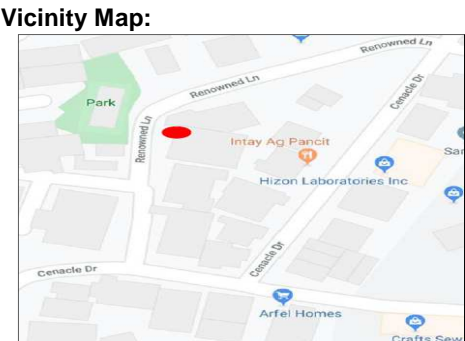 Vicinity Map:
Renowned Ln
Renowned Ln
Cenacle Dr
Park
Renowned Ln
Intay Ag Pancit
San
Hizon Laboratories Inc
Cenacle Dr
Cenacle Dr
Arfel Homes
Crafts Sew